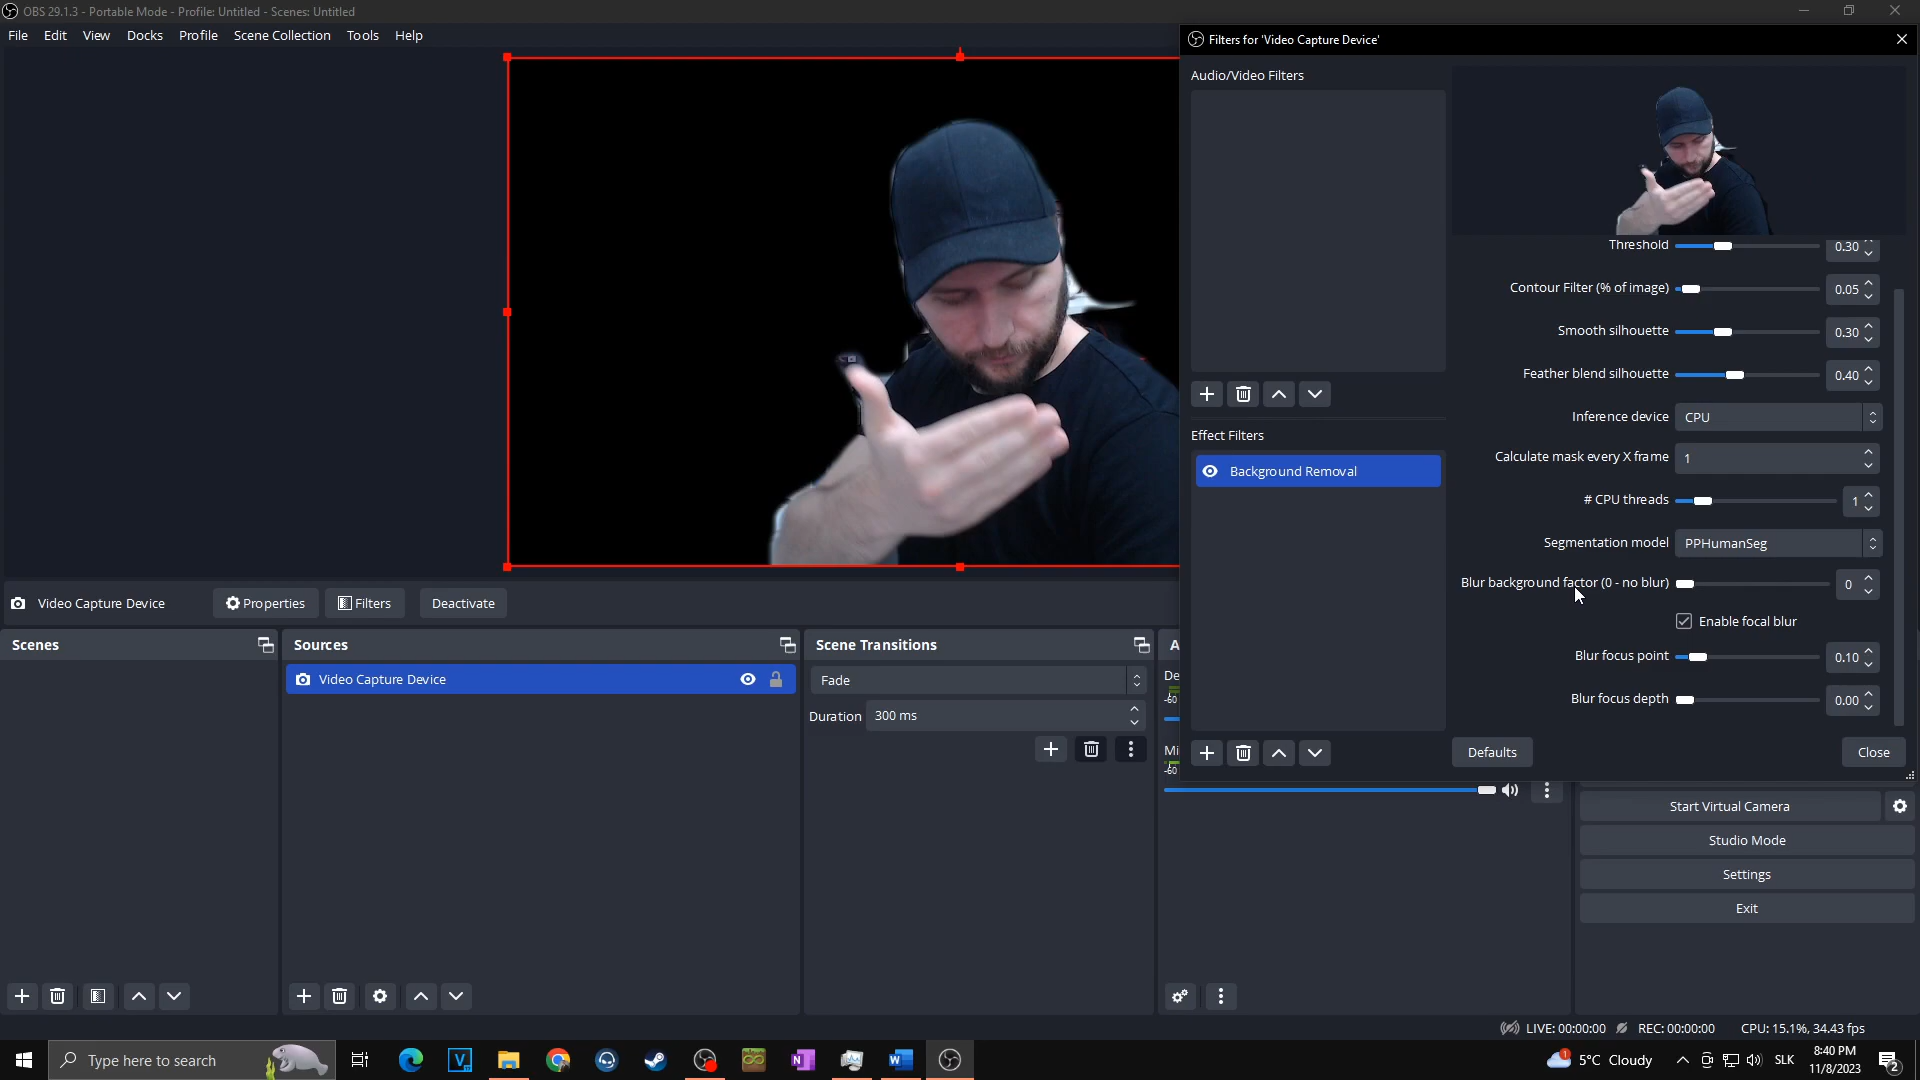 OBS 29.1.3 - Portable Mode - Profile: Untitled - Scenes: Untitled
File Edit View Docks Profile Scene Collection Tools Help
Filters for 'Video Capture Device'
Audio/Video Filters
Threshold 0.30
Contour Filter (% of image) 0.05
Smooth silhouette 0.30
Feather blend silhouette 0.40
Inference device CPU
Effect Filters
Calculate mask every X frame 1
Background Removal
# CPU threads 1
Segmentation model PPHumanSeg
Blur background factor (0 - no blur) 0
Enable focal blur
Blur focus point 0.10
Blur focus depth 0.00
Defaults Close
Video Capture Device Properties Filters Deactivate
Scenes Sources Scene Transitions A
Video Capture Device
Fade
De
-60
Duration 300 ms
Mi
-60
Start Virtual Camera
Studio Mode
Settings
Exit
LIVE: 00:00:00 REC: 00:00:00 CPU: 15.1%, 34.43 fps
Type here to search
5°C Cloudy
SLK
8:40 PM
11/8/2023
2